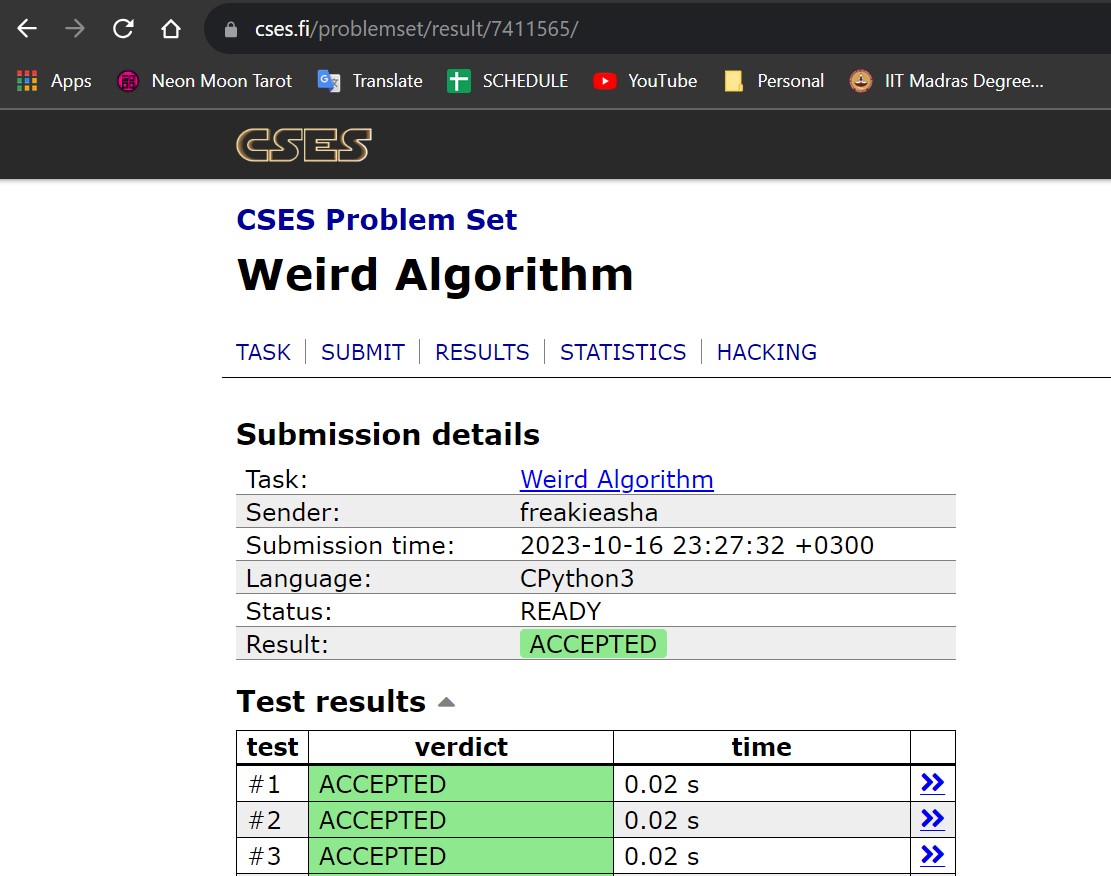 cses.fi/problemset/result/7411565/
Apps Neon Moon Tarot Translate SCHEDULE YouTube Personal IIT Madras Degree...
CSES
CSES Problem Set
Weird Algorithm
TASK SUBMIT RESULTS STATISTICS HACKING
Submission details
Task: Weird Algorithm
Sender: freakieasha
Submission time: 2023-10-16 23:27:32 +0300
Language: CPython3
Status: READY
Result: ACCEPTED
Test results
test verdict time
#1 ACCEPTED 0.02 s
#2 ACCEPTED 0.02 s
#3 ACCEPTED 0.02 s